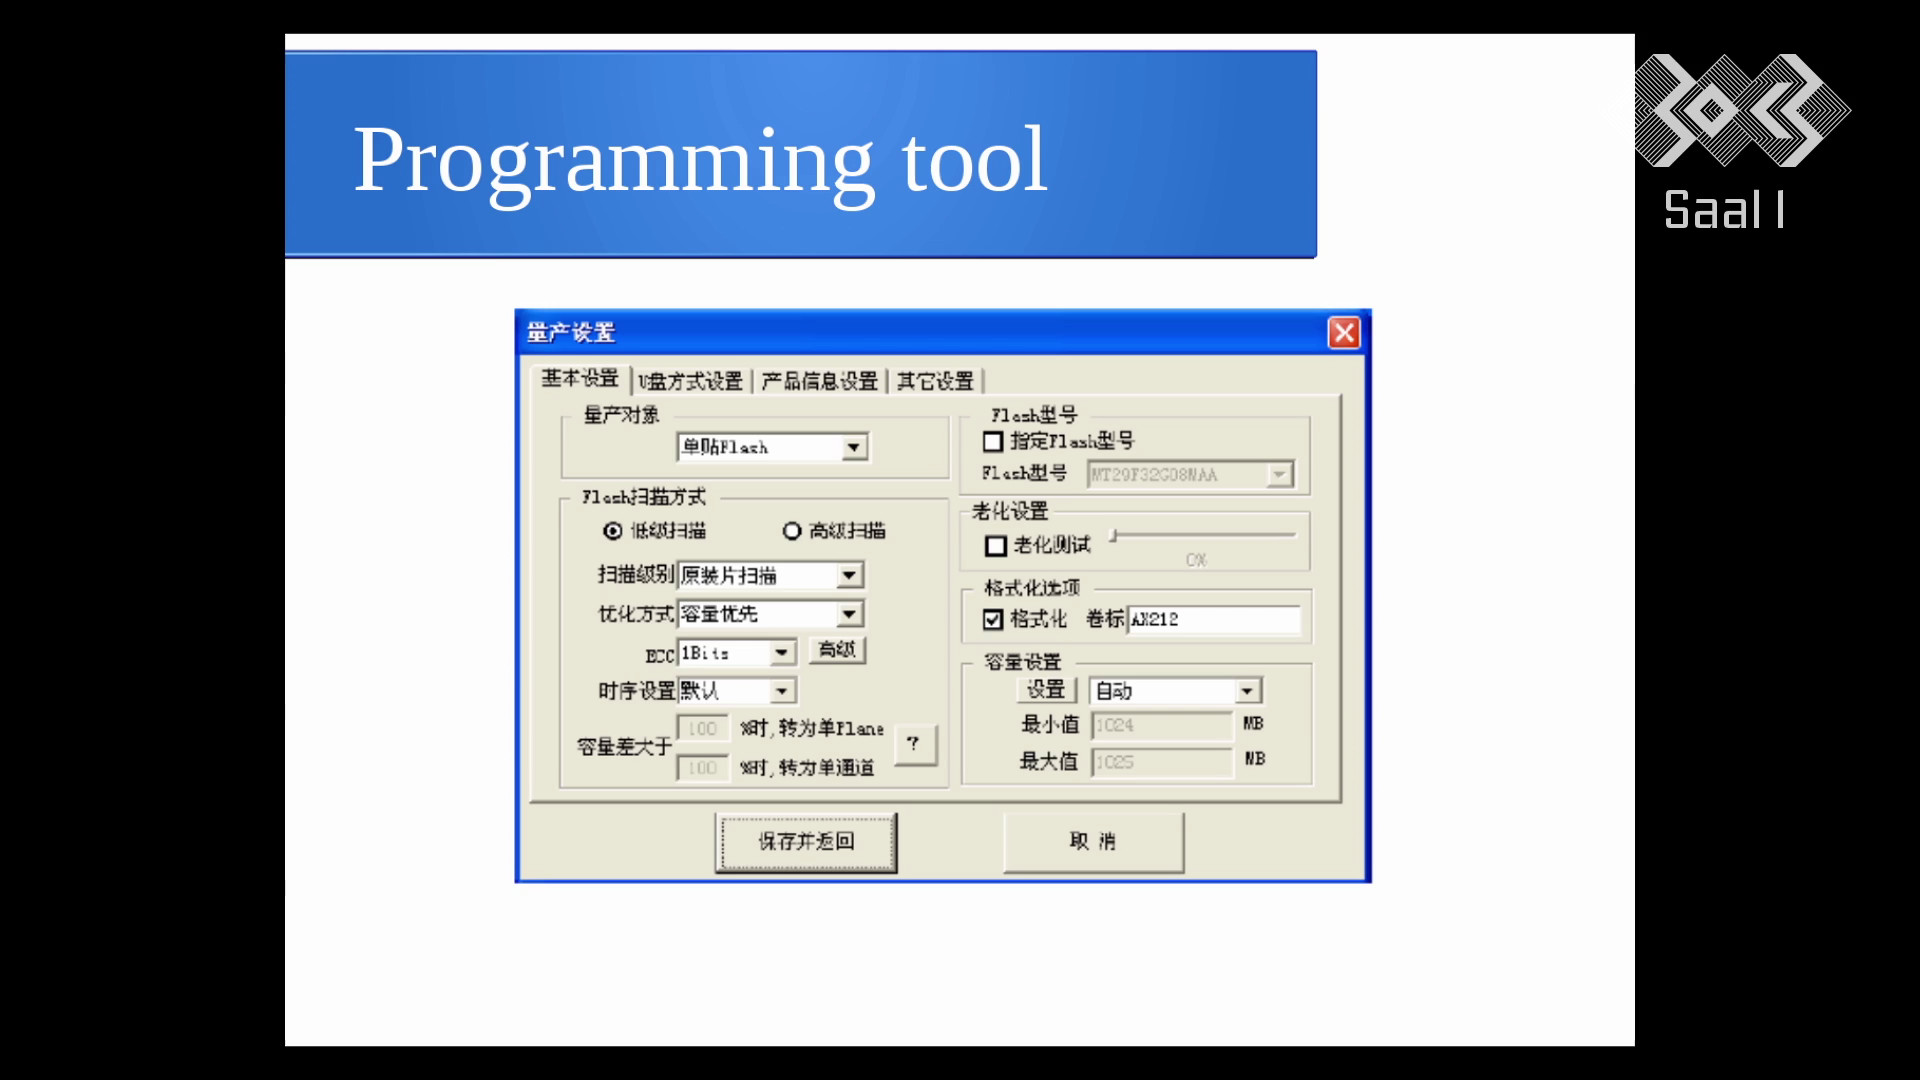 Programming tool
Saal 1
量产设置
基本设置 U盘方式设置 产品信息设置 其它设置
量产对象
单贴Flash
Flash扫描方式
低级扫描 高级扫描
扫描级别 原装片扫描
优化方式 容量优先
ECC 1Bits 高级
时序设置 默认
容量差大于
100 %时,转为单Plane
100 %时,转为单通道
?
Flash型号
指定Flash型号
Flash型号 MT29F32G08MAA
老化设置
老化测试
0%
格式化选项
格式化 卷标 AX212
容量设置
设置 自动
最小值 1024 MB
最大值 1025 MB
保存并返回 取 消